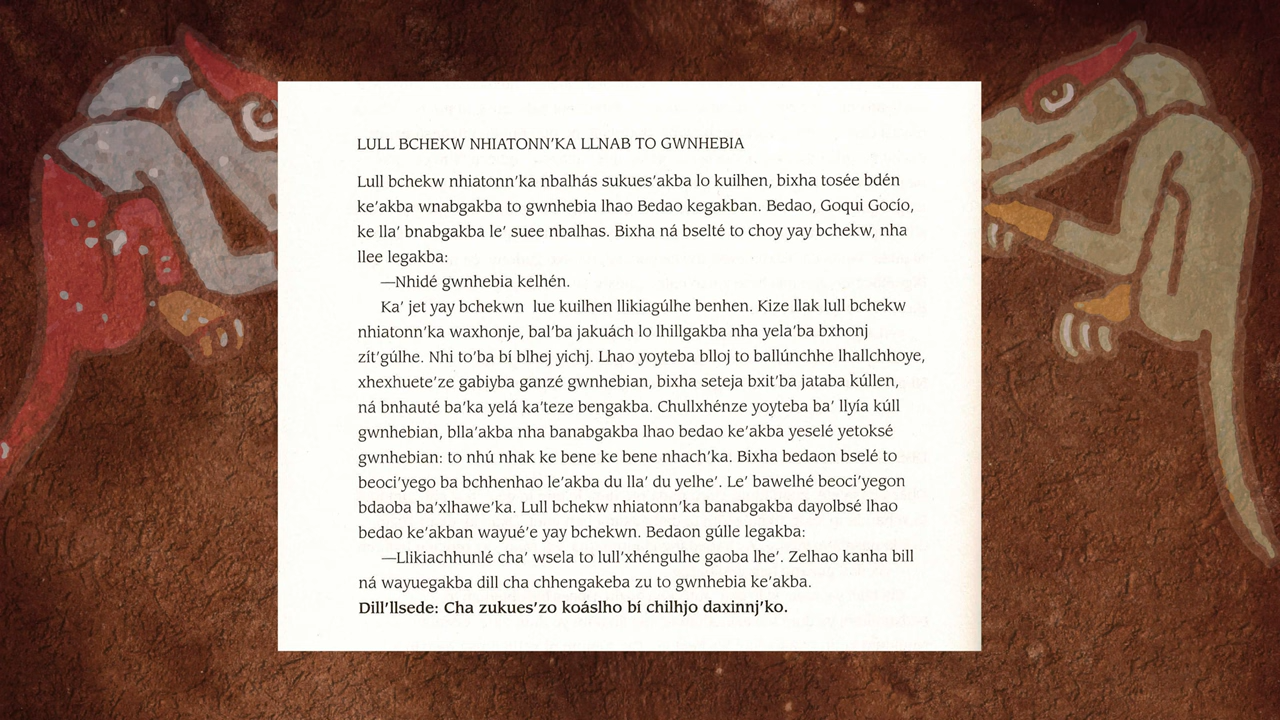 LULL BCHEKW NHIATONN’KA LLNAB TO GWNHEBIA
Lull bchekw nhiatonn’ka nbalhás sukues’akba lo kuilhen, bixha tosée bdén
ke’akba wnabgakba to gwnhebia lhao Bedao kegakban. Bedao, Goqui Gocío,
ke lla’ bnabgakba le’ suee nbalhas. Bixha ná bselté to choy yay bchekw, nha
llee legakba:
—Nhidé gwnhebia kelhén.
Ka’ jet yay bchekwn lue kuilhen llikiagúlhe benhen. Kize llak lull bchekw
nhiatonn’ka waxhonje, bal’ba jakuách lo lhillgakba nha yela’ba bxhonj
zít’gúlhe. Nhi to’ba bí blhej yichj. Lhao yoyteba blloj to ballúnchhe lhallchhoye,
xhexhuete’ze gabiyba ganzé gwnhebian, bixha seteja bxit’ba jataba kúllen,
ná bnhauté ba’ka yelá ka’teze bengakba. Chullxhénze yoyteba ba’ llyía kúll
gwnhebian, blla’akba nha banabgakba lhao bedao ke’akba yeselé yetoksé
gwnhebian: to nhú nhak ke bene ke bene nhach’ka. Bixha bedaon bselé to
beoci’yego ba bchhenhao le’akba du lla’ du yelhe’. Le’ bawelhé beoci’yegon
bdaoba ba’xlhawe’ka. Lull bchekw nhiatonn’ka banabgakba dayolbsé lhao
bedao ke’akban wayué’e yay bchekwn. Bedaon gúlle legakba:
—Llikiachhunlé cha’ wsela to lull’xhéngulhe gaoba lhe’. Zelhao kanha bill
ná wayuegakba dill cha chhengakeba zu to gwnhebia ke’akba.
Dill’llsede: Cha zukues’zo koáslho bí chilhjo daxinnj’ko.